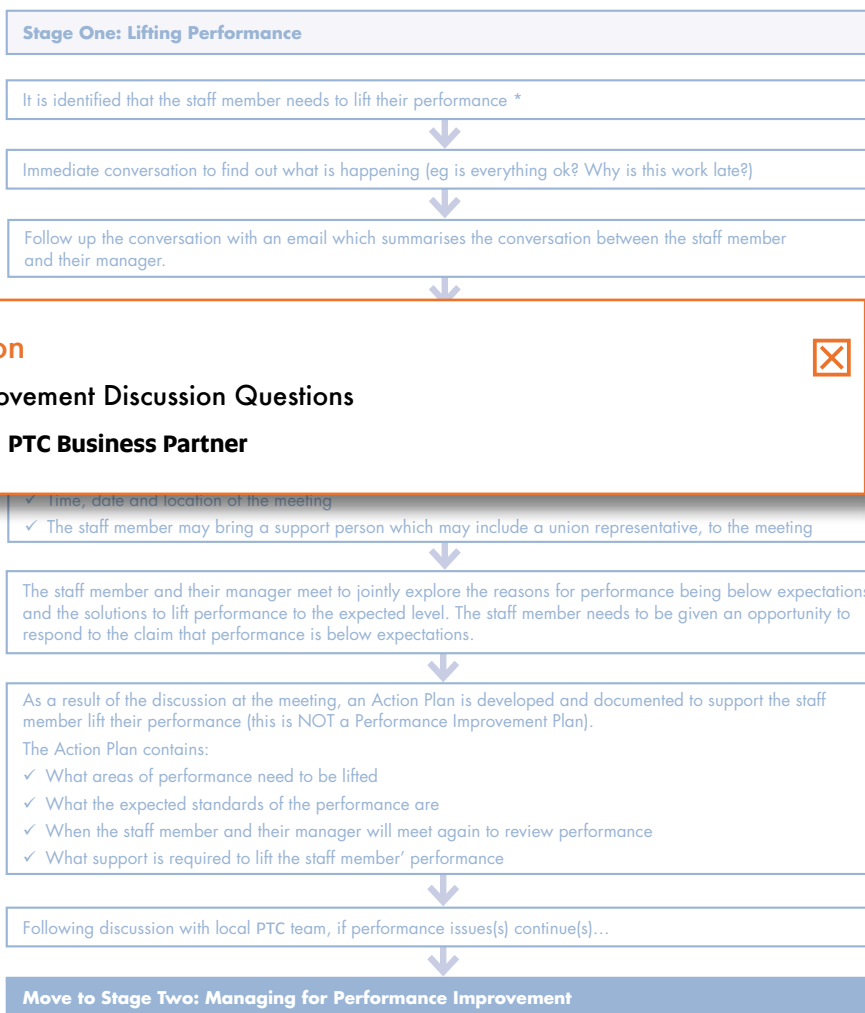 Stage One: Lifting Performance
It is identified that the staff member needs to lift their performance *
Immediate conversation to find out what is happening (eg is everything ok? Why is this work late?)
Follow up the conversation with an email which summarises the conversation between the staff member
and their manager.
on
ovement Discussion Questions
PTC Business Partner
✓ Time, date and location of the meeting
✓ The staff member may bring a support person which may include a union representative, to the meeting
The staff member and their manager meet to jointly explore the reasons for performance being below expectations
and the solutions to lift performance to the expected level. The staff member needs to be given an opportunity to
respond to the claim that performance is below expectations.
As a result of the discussion at the meeting, an Action Plan is developed and documented to support the staff
member lift their performance (this is NOT a Performance Improvement Plan).
The Action Plan contains:
✓ What areas of performance need to be lifted
✓ What the expected standards of the performance are
✓ When the staff member and their manager will meet again to review performance
✓ What support is required to lift the staff member’ performance
Following discussion with local PTC team, if performance issues(s) continue(s)...
Move to Stage Two: Managing for Performance Improvement